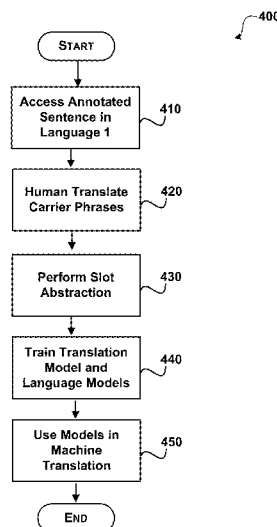 400
START
Access Annotated
Sentence in
Language 1
410
Human Translate
Carrier Phrases
420
Perform Slot
Abstraction
430
Train Translation
Model and
Language Models
440
Use Models in
Machine
Translation
450
END